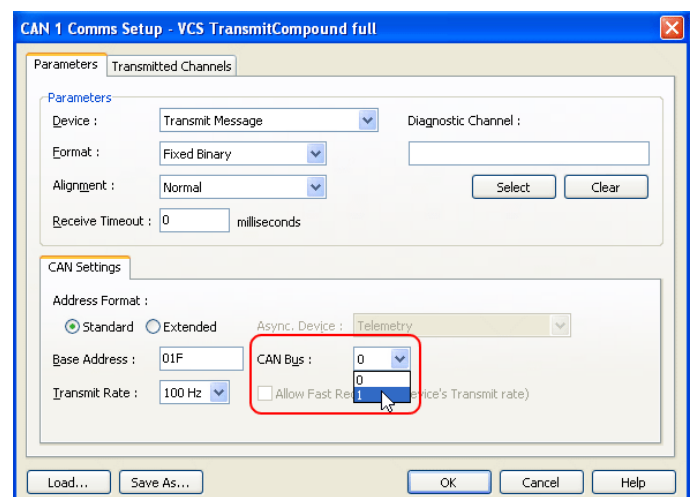 CAN 1 Comms Setup - VCS TransmitCompound full
Parameters Transmitted Channels
Parameters
Device : Transmit Message Diagnostic Channel :
Format : Fixed Binary
Alignment : Normal Select Clear
Receive Timeout : 0 milliseconds
CAN Settings
Address Format :
Standard Extended Async. Device : Telemetry
Base Address : 01F CAN Bus : 0
0
Transmit Rate : 100 Hz Allow Fast 1 Transmit rate)
Load... Save As... OK Cancel Help